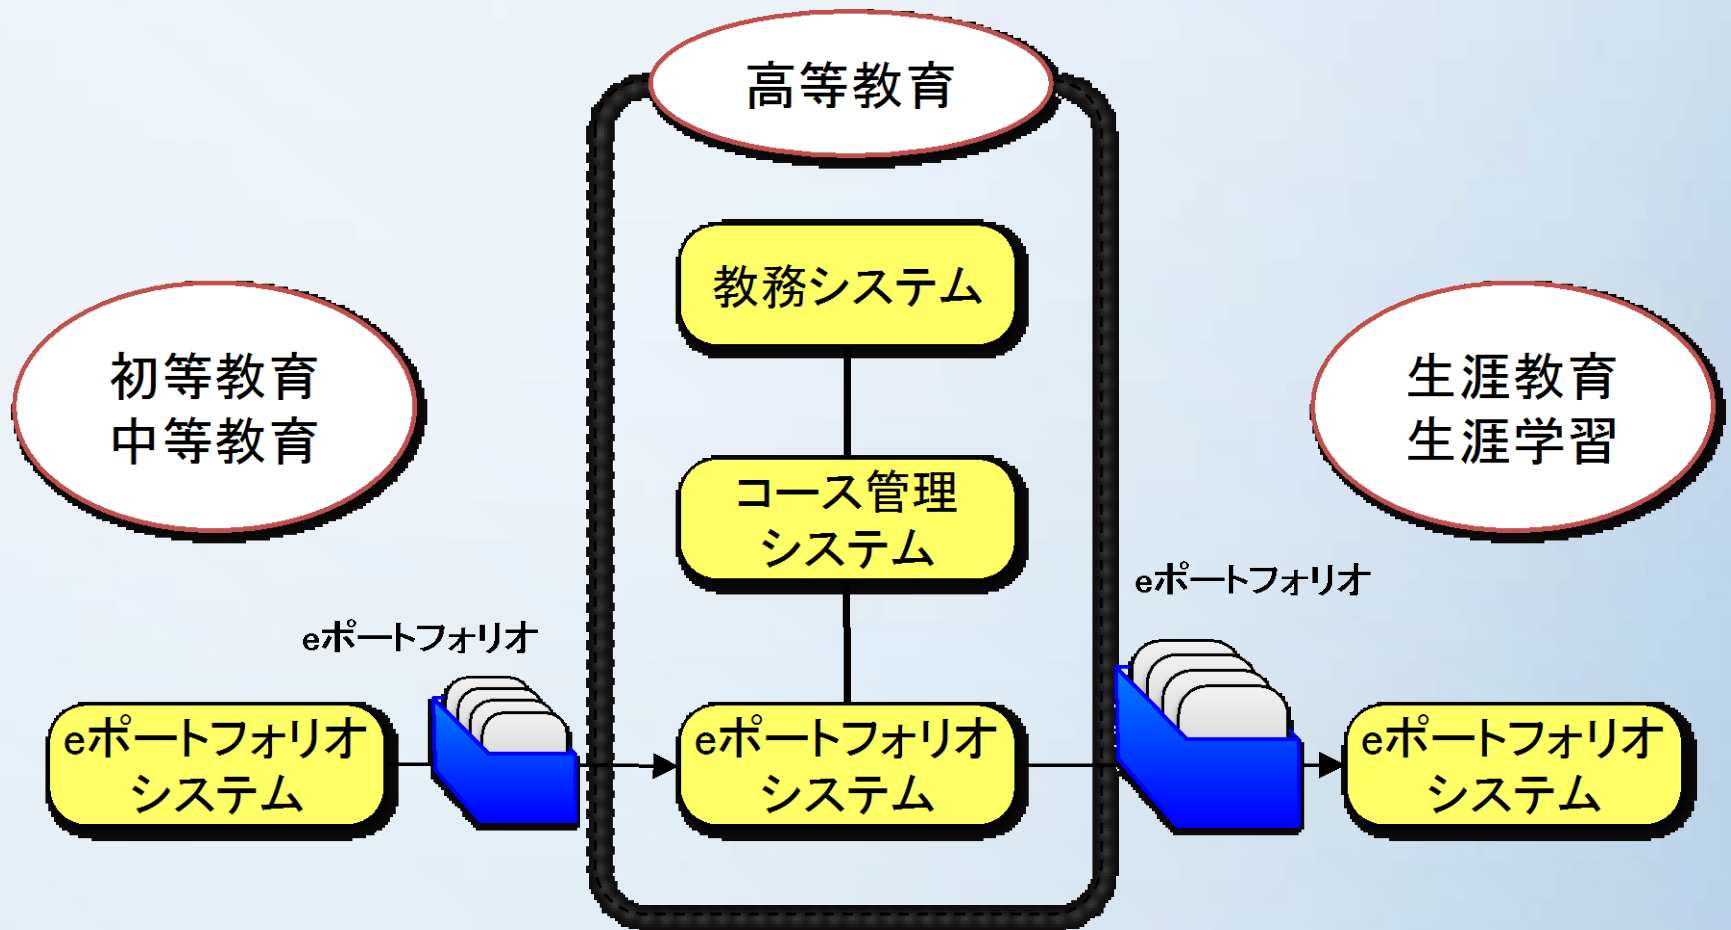 高等教育
教務システム
初等教育
中等教育
生涯教育
生涯学習
コース管理
システム
eポートフォリオ
eポートフォリオ
eポートフォリオ
システム
eポートフォリオ
システム
eポートフォリオ
システム